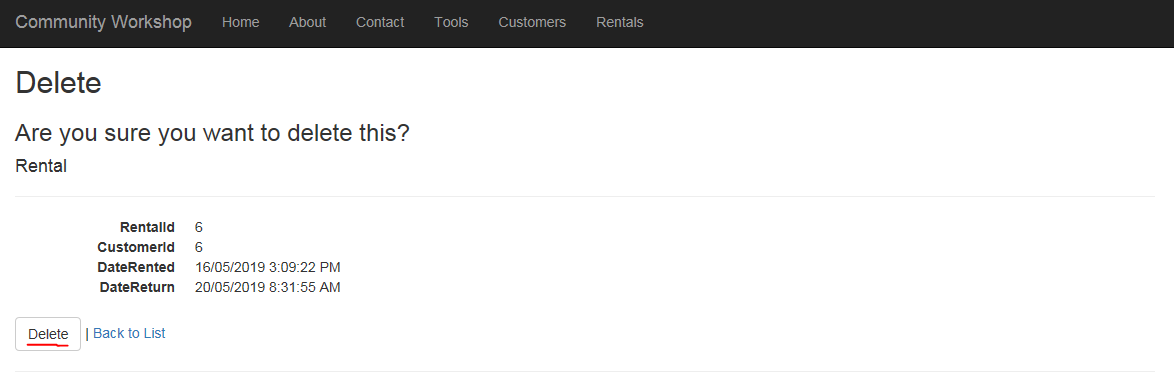 Community Workshop Home About Contact Tools Customers Rentals
Delete
Are you sure you want to delete this?
Rental
RentalId 6
CustomerId 6
DateRented 16/05/2019 3:09:22 PM
DateReturn 20/05/2019 8:31:55 AM
Delete | Back to List